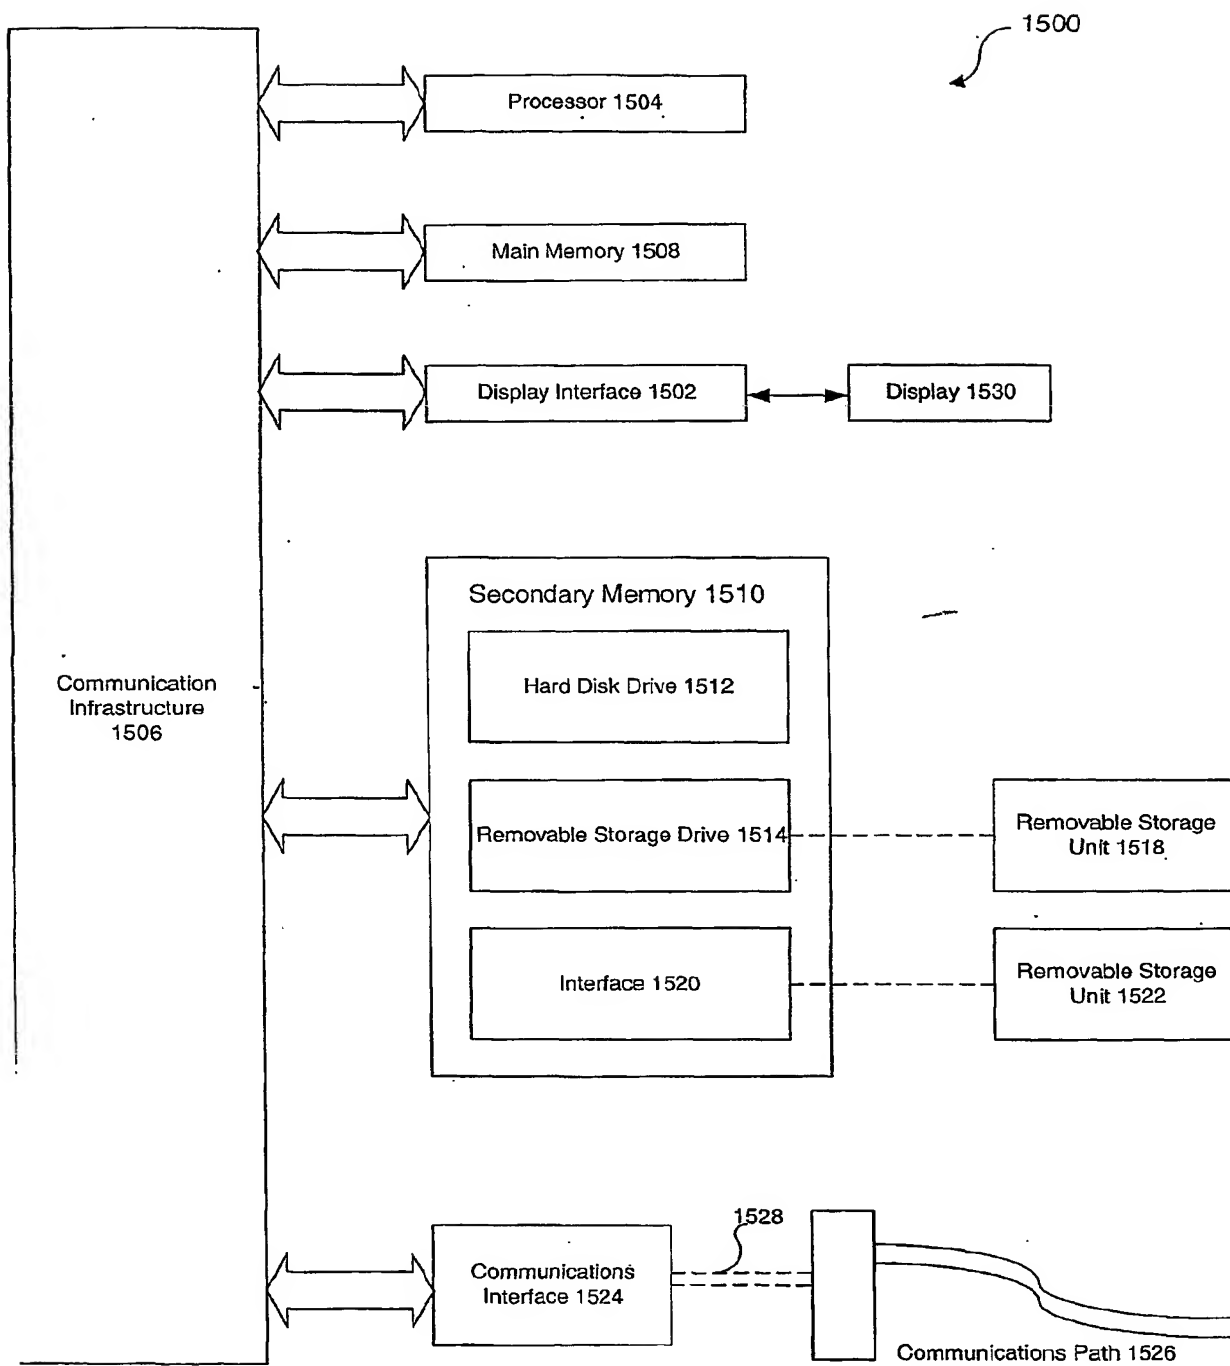 1500
Processor 1504
Main Memory 1508
Display Interface 1502
Display 1530
Secondary Memory 1510
Hard Disk Drive 1512
Communication
Infrastructure
1506
Removable Storage Drive 1514
Removable Storage
Unit 1518
Interface 1520
Removable Storage
Unit 1522
1528
Communications
Interface 1524
Communications Path 1526